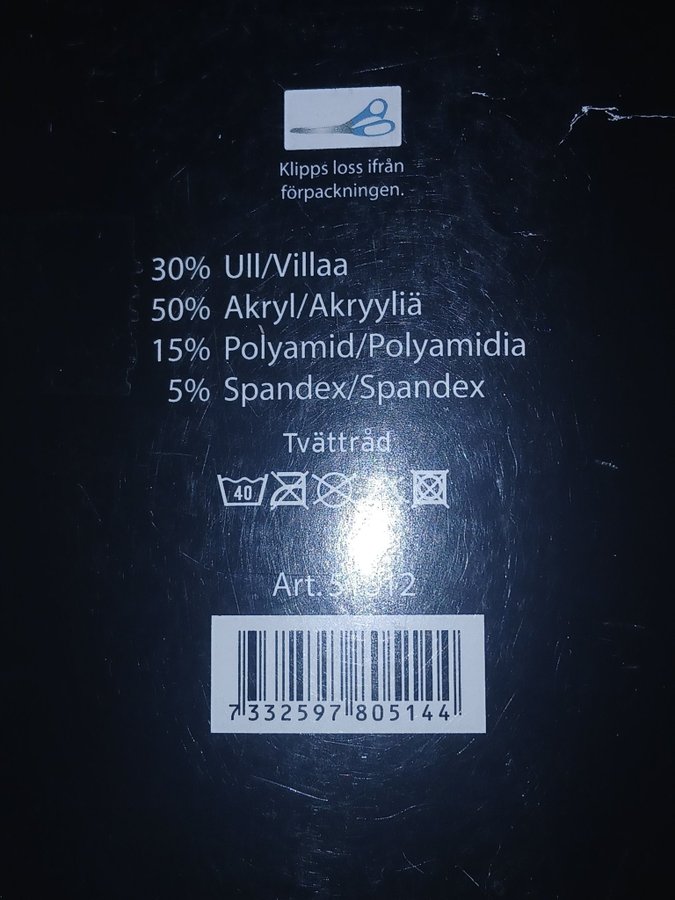 Klipps loss ifrån
förpackningen.
30% Ull/Villaa
50% Akryl/Akryyliä
15% Polyamid/Polyamidia
5% Spandex/Spandex
Tvättråd
40
Art.
7 332597 805144